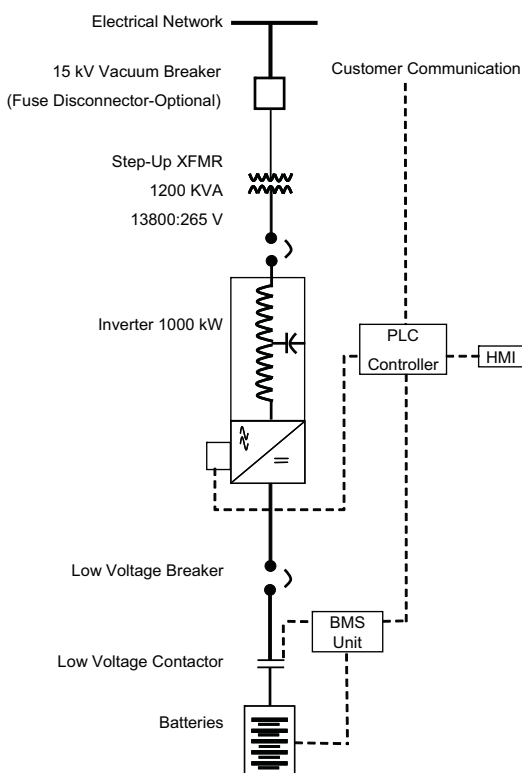 Electrical Network
15 kV Vacuum Breaker
(Fuse Disconnector-Optional)
Customer Communication
Step-Up XFMR
1200 KVA
13800:265 V
Inverter 1000 kW
PLC
Controller
HMI
Low Voltage Breaker
BMS
Unit
Low Voltage Contactor
Batteries